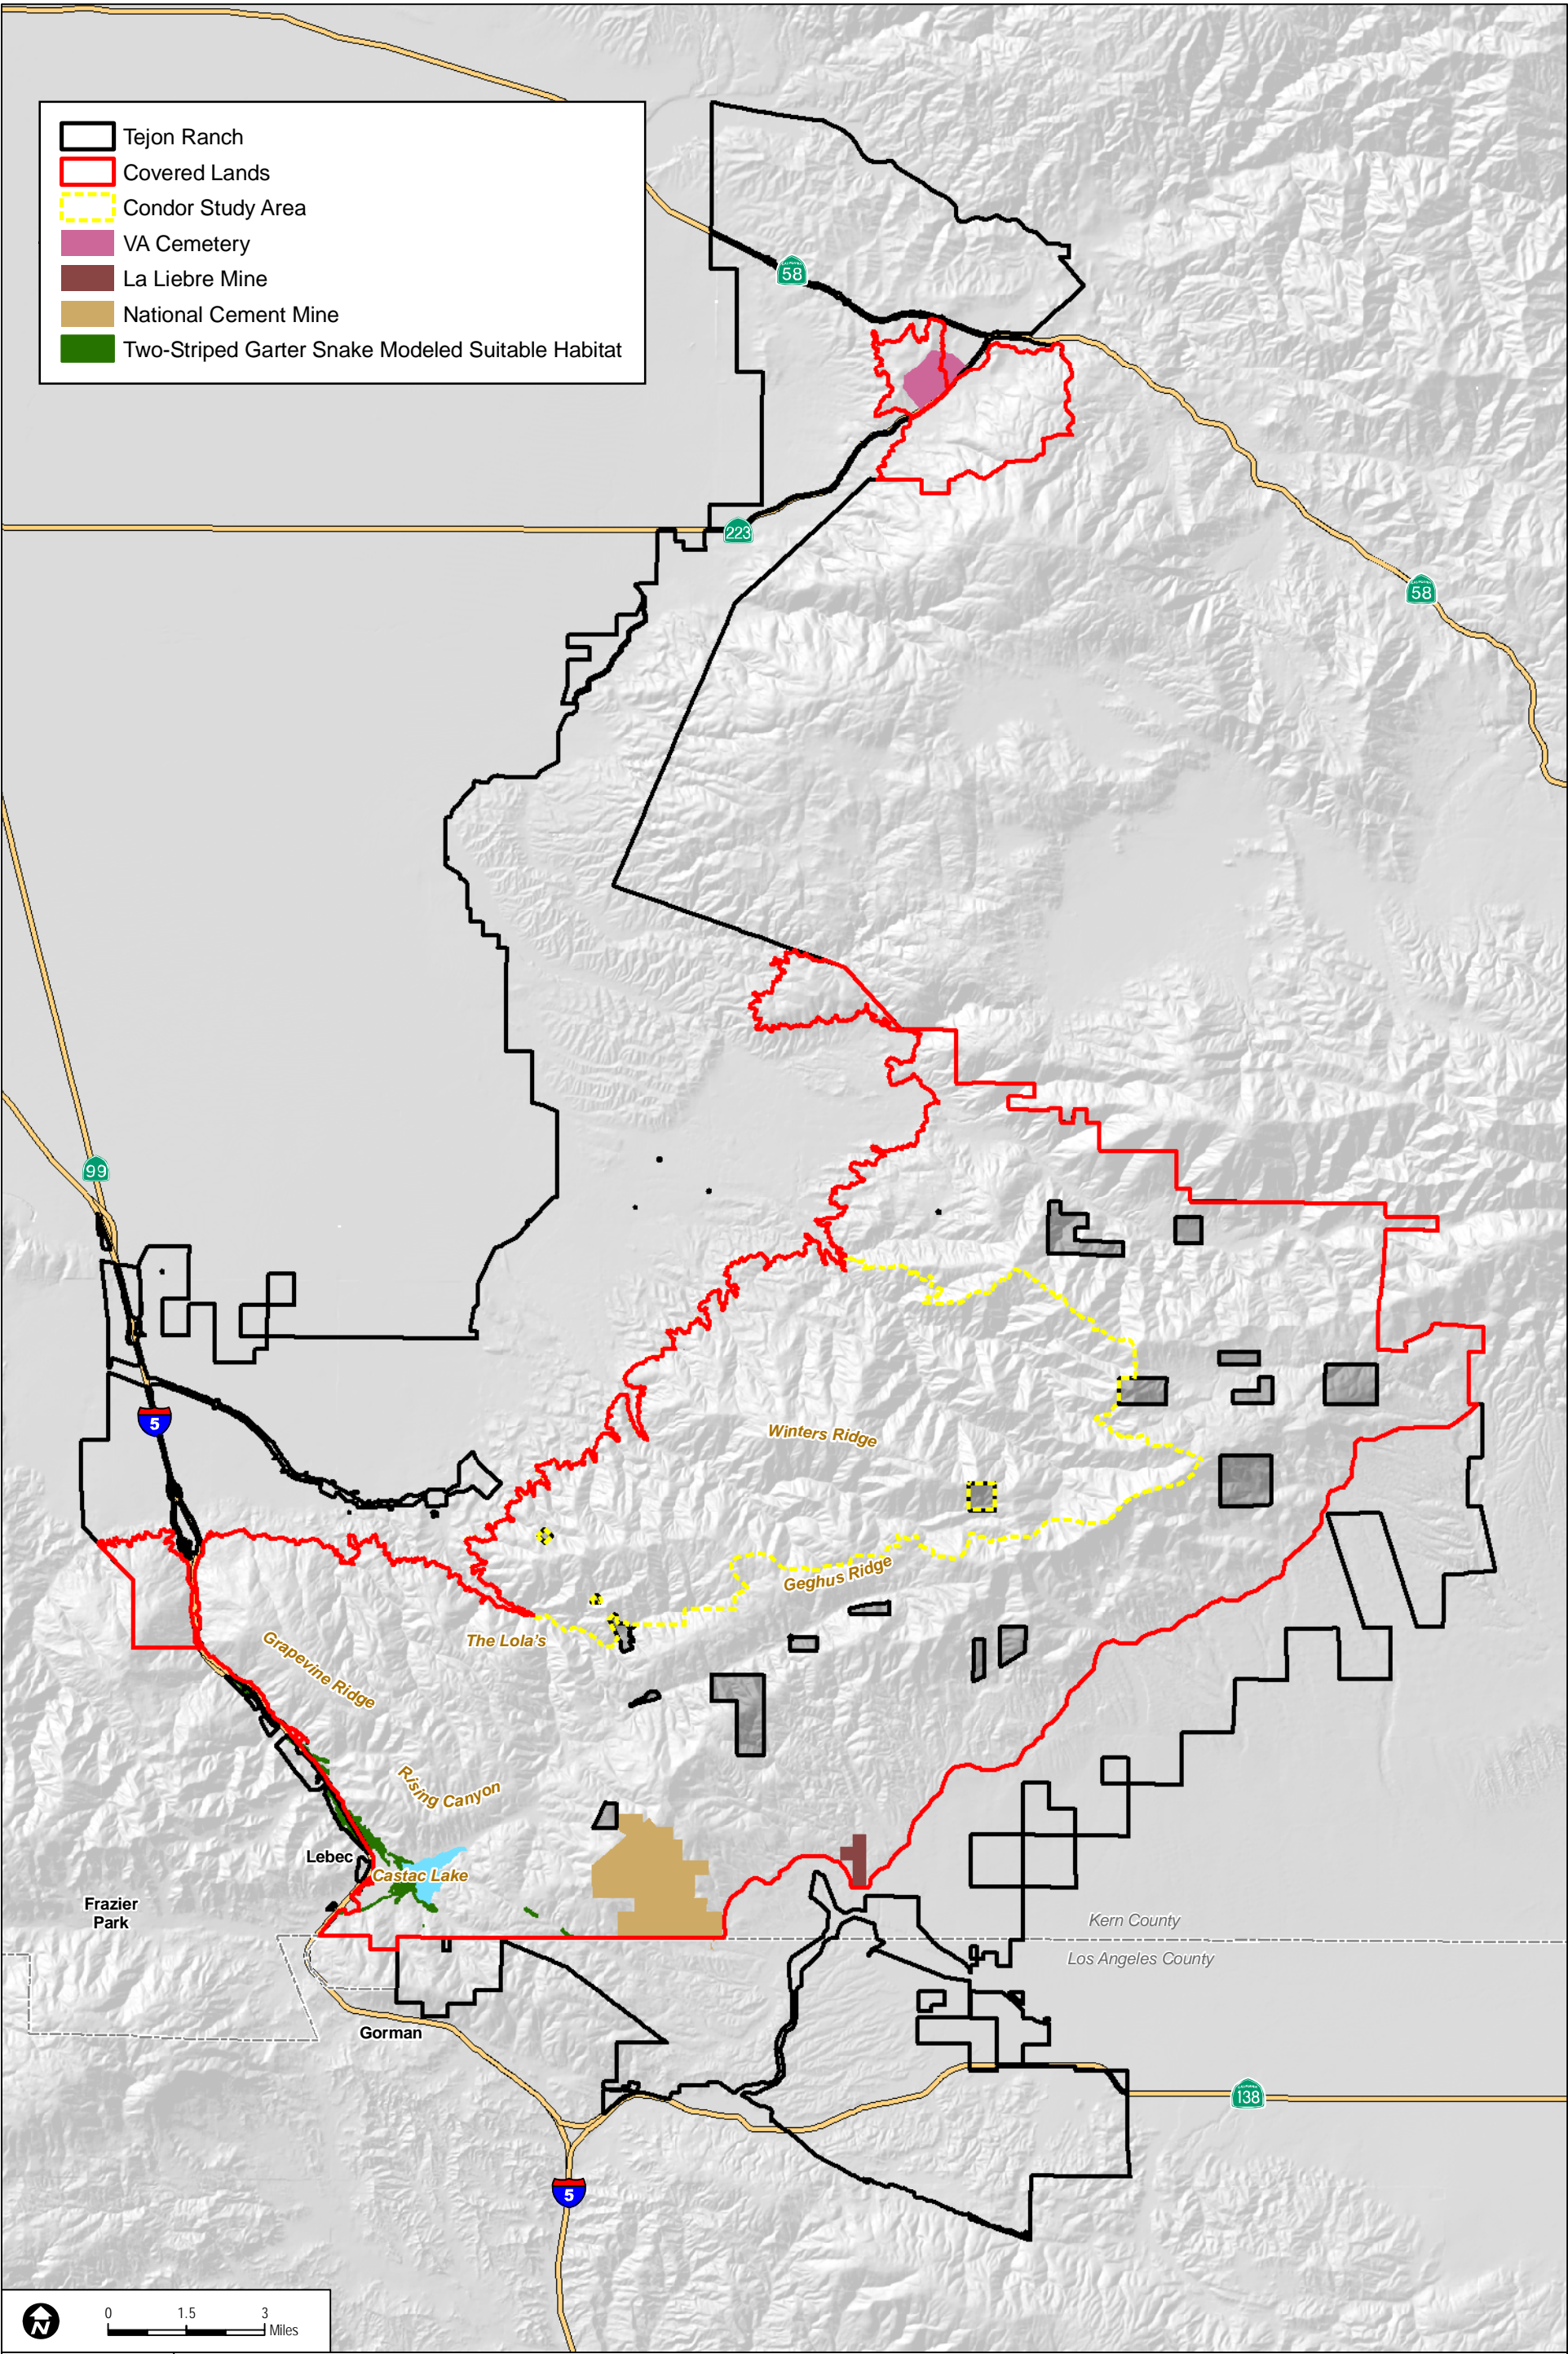 Tejon Ranch
Covered Lands
Condor Study Area
VA Cemetery
La Liebre Mine
National Cement Mine
Two-Striped Garter Snake Modeled Suitable Habitat
58
223
58
99
5
Winters Ridge
Geghus Ridge
The Lola's
Grapevine Ridge
Rising Canyon
Lebec
Castac Lake
Frazier
Park
Kern County
Los Angeles County
Gorman
138
5
N
0 1.5 3
Miles